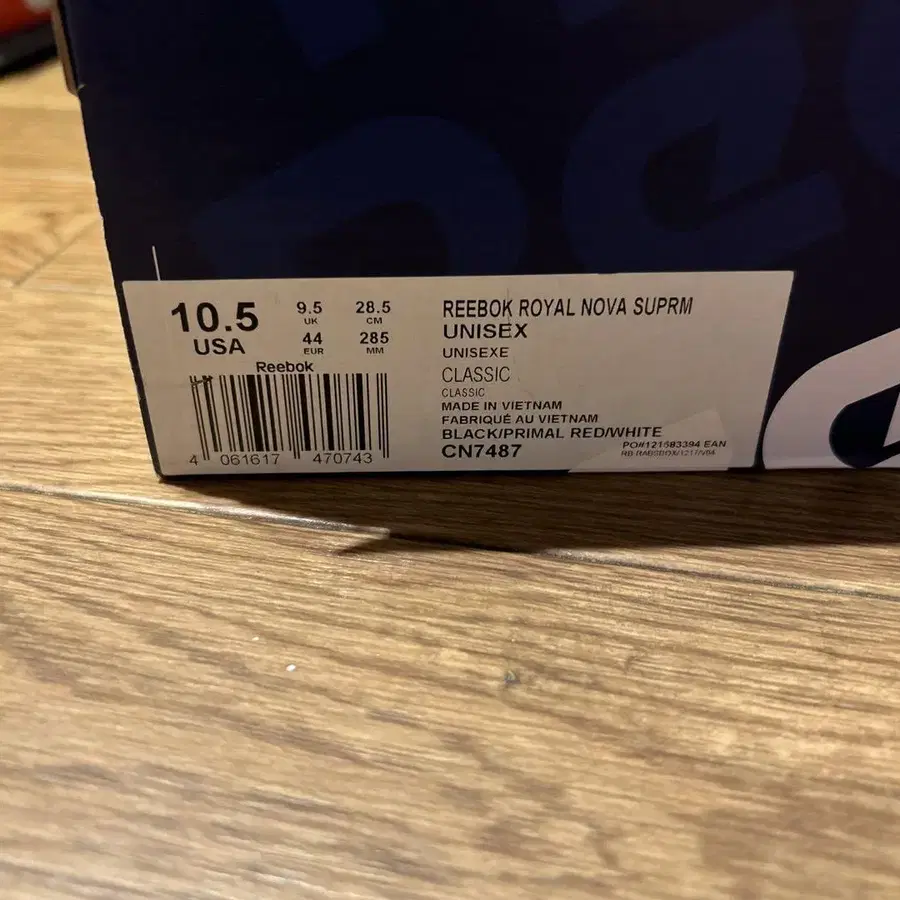 10.5
USA
9.5
UK
28.5
CM
44
EUR
285
MM
Reebok
4 061617 470743
REEBOK ROYAL NOVA SUPRM
UNISEX
UNISEXE
CLASSIC
CLASSIC
MADE IN VIETNAM
FABRIQUÉ AU VIETNAM
BLACK/PRIMAL RED/WHITE
CN7487
EAN